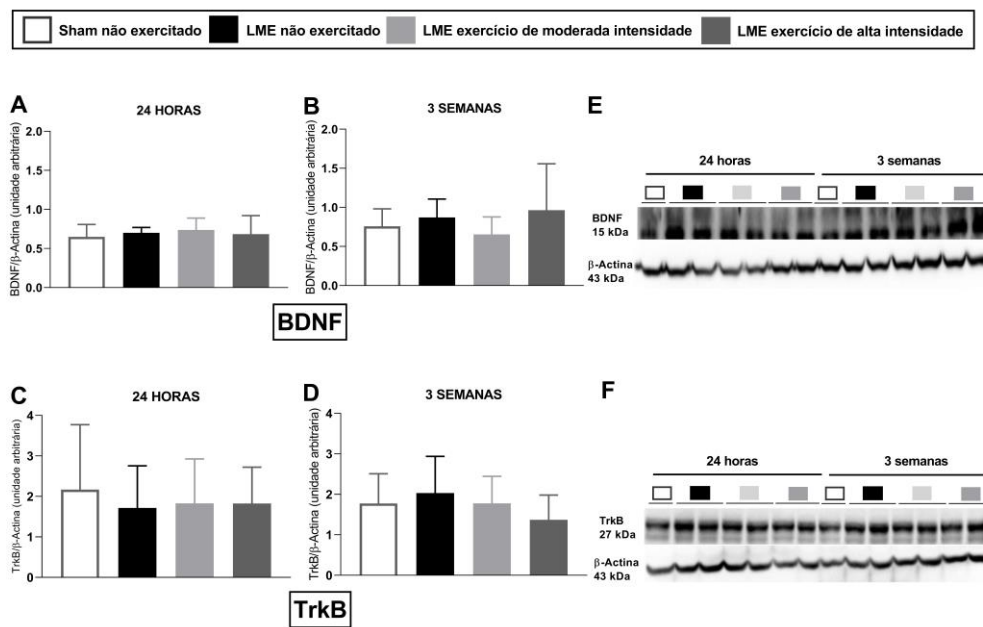 Sham não exercitado LME não exercitado LME exercício de moderada intensidade LME exercício de alta intensidade
A
24 HORAS
BDNF/β-Actina (unidade arbitrária)
2.0
1.5
1.0
0.5
0.0
B
3 SEMANAS
BDNF/β-Actina (unidade arbitrária)
2.0
1.5
1.0
0.5
0.0
BDNF
E
24 horas 3 semanas
BDNF
15 kDa
β-Actina
43 kDa
C
24 HORAS
TrkB/β-Actina (unidade arbitrária)
4
3
2
1
0
D
3 SEMANAS
TrkB/β-Actina (unidade arbitrária)
4
3
2
1
0
TrkB
F
24 horas 3 semanas
TrkB
27 kDa
β-Actina
43 kDa